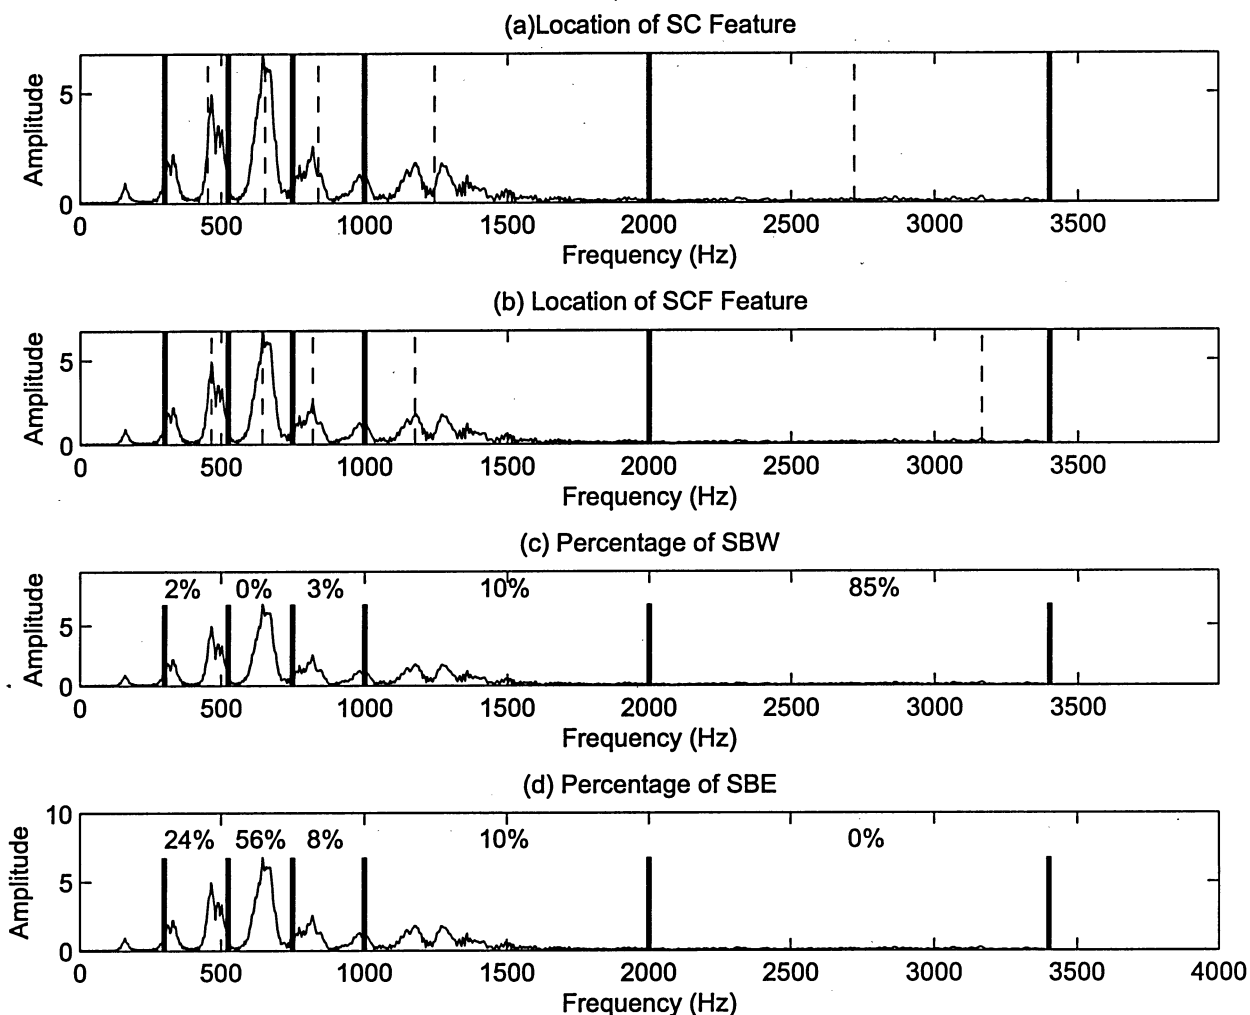 (a)Location of SC Feature
Amplitude
5
0
0 500 1000 1500 2000 2500 3000 3500
Frequency (Hz)
(b) Location of SCF Feature
Amplitude
5
0
0 500 1000 1500 2000 2500 3000 3500
Frequency (Hz)
(c) Percentage of SBW
Amplitude
2% 0% 3% 10% 85%
5
0
0 500 1000 1500 2000 2500 3000 3500
Frequency (Hz)
(d) Percentage of SBE
Amplitude
10
24% 56% 8% 10% 0%
5
0
0 500 1000 1500 2000 2500 3000 3500 4000
Frequency (Hz)